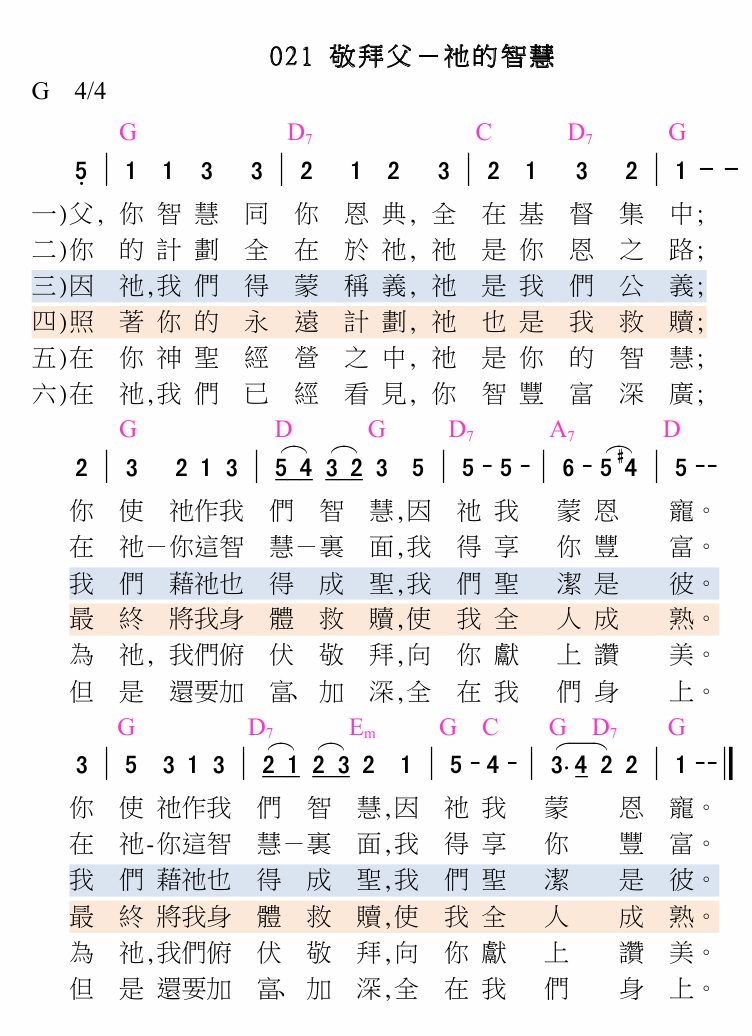 021 敬拜父－祂的智慧
G 4/4
G D7 C D7 G
5̣ | 1 1 3 3 | 2 1 2 3 | 2 1 3 2 | 1 - -
一)父, 你智慧同你恩典, 全在基督集中;
二)你的計劃全在於祂, 祂是你恩之路;
三)因祂,我們得蒙稱義, 祂是我們公義;
四)照著你的永遠計劃, 祂也是我救贖;
五)在你神聖經營之中, 祂是你的智慧;
六)在祂,我們已經看見, 你智豐富深廣;
G D G D7 A7 D
2 | 3 2 1 3 | 5 4 3 2 3 5 | 5 - 5 - | 6 - 5 #4 | 5 - -
你使祂作我們智慧,因祂我蒙恩寵。
在祂－你這智慧－裏面,我得享你豐富。
我們藉祂也得成聖,我們聖潔是彼。
最終將我身體救贖,使我全人成熟。
為祂, 我們俯伏敬拜,向你獻上讚美。
但是還要加富、加深,全在我們身上。
G D7 Em G C G D7 G
3 | 5 3 1 3 | 2 1 2 3 2 1 | 5 - 4 - | 3. 4 2 2 | 1 - - ‖
你使祂作我們智慧,因祂我蒙恩寵。
在祂-你這智慧－裏面,我得享你豐富。
我們藉祂也得成聖,我們聖潔是彼。
最終將我身體救贖,使我全人成熟。
為祂,我們俯伏敬拜,向你獻上讚美。
但是還要加富、加深,全在我們身上。